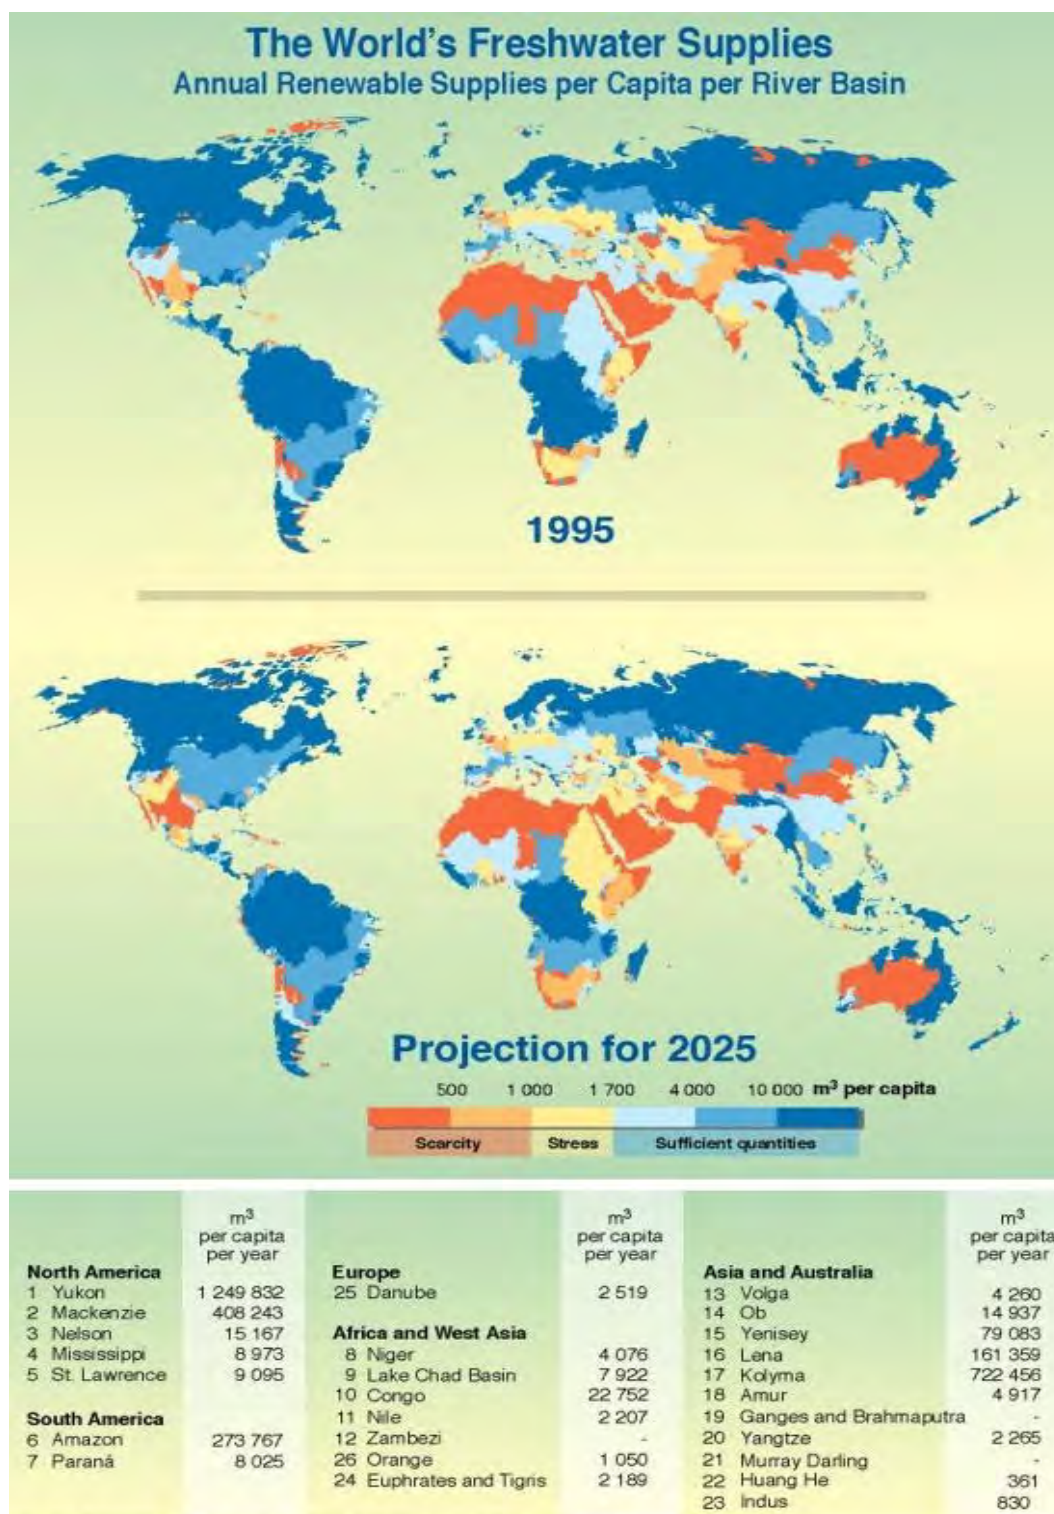 The World's Freshwater Supplies
Annual Renewable Supplies per Capita per River Basin
1995
Projection for 2025
500 1 000 1 700 4 000 10 000 m³ per capita
Scarcity Stress Sufficient quantities
m³
per capita
per year
North America
1 Yukon 1 249 832
2 Mackenzie 408 243
3 Nelson 15 167
4 Mississippi 8 973
5 St. Lawrence 9 095
South America
6 Amazon 273 767
7 Paraná 8 025
m³
per capita
per year
Europe
25 Danube 2 519
Africa and West Asia
8 Niger 4 076
9 Lake Chad Basin 7 922
10 Congo 22 752
11 Nile 2 207
12 Zambezi -
26 Orange 1 050
24 Euphrates and Tigris 2 189
m³
per capita
per year
Asia and Australia
13 Volga 4 260
14 Ob 14 937
15 Yenisey 79 083
16 Lena 161 359
17 Kolyma 722 456
18 Amur 4 917
19 Ganges and Brahmaputra -
20 Yangtze 2 265
21 Murray Darling -
22 Huang He 361
23 Indus 830